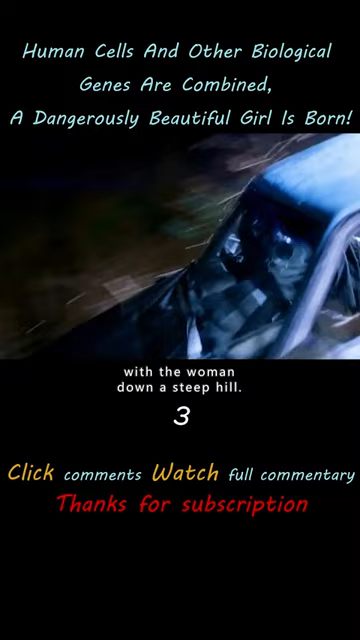 Human Cells And Other Biological
Genes Are Combined,
A Dangerously Beautiful Girl Is Born!
with the woman
down a steep hill.
3
Click comments Watch full commentary
Thanks for subscription